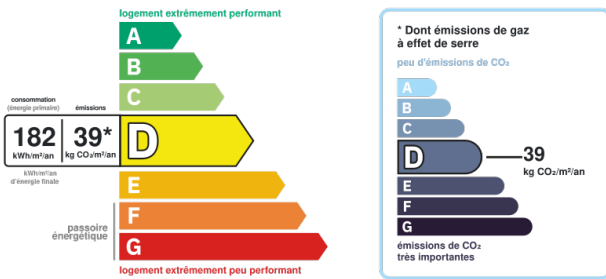 logement extrêmement performant
A
B
C
consommation
(énergie primaire)
émissions
182
kWh/m²/an
39*
kg CO₂/m²/an
D
kWh/m²/an
d'énergie finale
E
F
G
passoire
énergétique
logement extrêmement peu performant
* Dont émissions de gaz
à effet de serre
peu d'émissions de CO₂
A
B
C
D
39
kg CO₂/m²/an
E
F
G
émissions de CO₂
très importantes